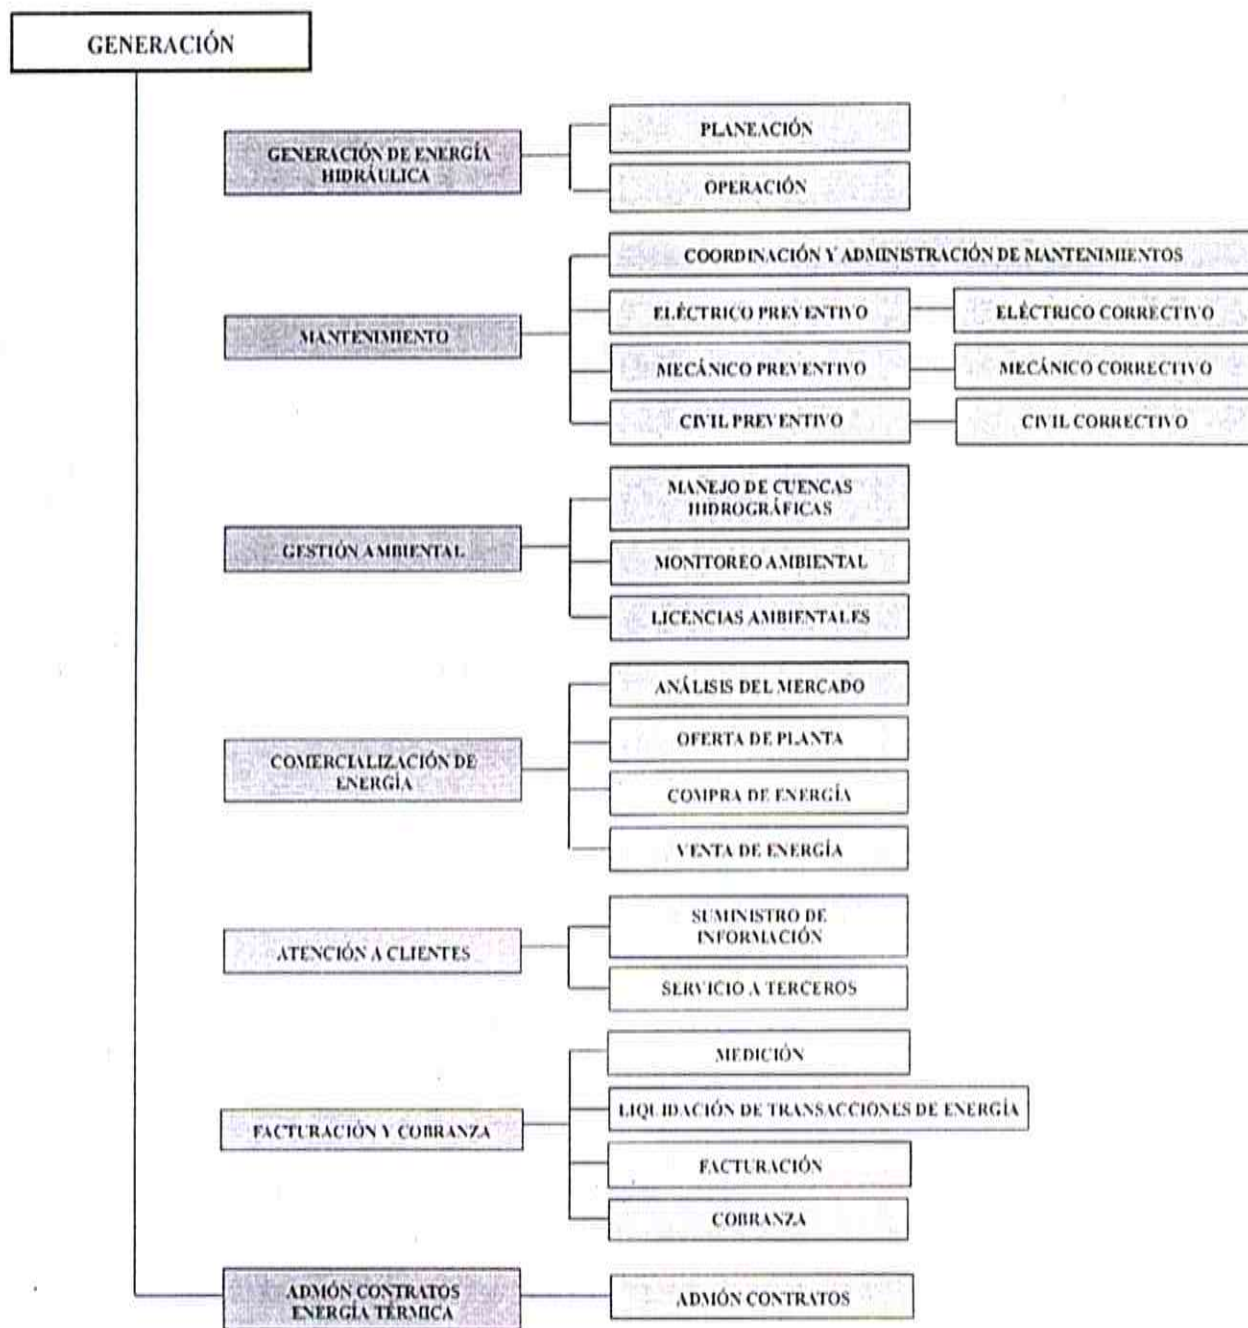 GENERACIÓN
GENERACIÓN DE ENERGÍA
HIDRÁULICA
PLANEACIÓN
OPERACIÓN
MANTENIMIENTO
COORDINACIÓN Y ADMINISTRACIÓN DE MANTENIMIENTOS
ELÉCTRICO PREVENTIVO
ELÉCTRICO CORRECTIVO
MECÁNICO PREVENTIVO
MECÁNICO CORRECTIVO
CIVIL PREVENTIVO
CIVIL CORRECTIVO
GESTIÓN AMBIENTAL
MANEJO DE CUENCAS
HIDROGRÁFICAS
MONITOREO AMBIENTAL
LICENCIAS AMBIENTALES
COMERCIALIZACIÓN DE
ENERGÍA
ANÁLISIS DEL MERCADO
OFERTA DE PLANTA
COMPRA DE ENERGÍA
VENTA DE ENERGÍA
ATENCIÓN A CLIENTES
SUMINISTRO DE
INFORMACIÓN
SERVICIO A TERCEROS
FACTURACIÓN Y COBRANZA
MEDICIÓN
LIQUIDACIÓN DE TRANSACCIONES DE ENERGÍA
FACTURACIÓN
COBRANZA
ADMÓN CONTRATOS
ENERGÍA TÉRMICA
ADMÓN CONTRATOS